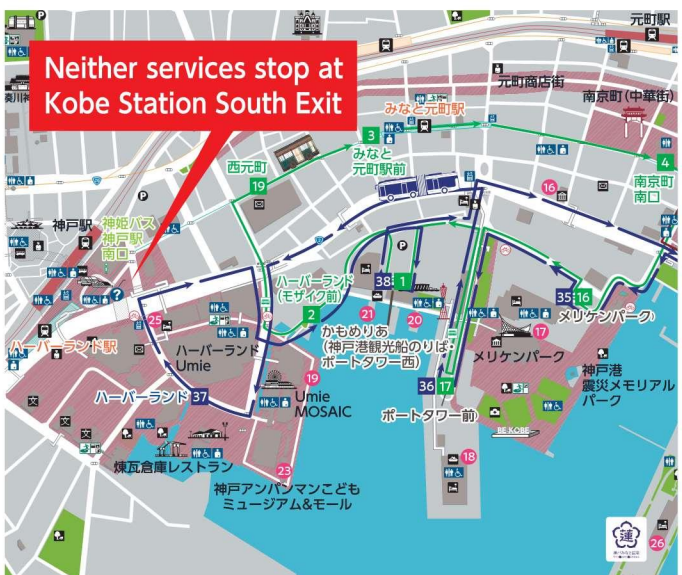 元町駅
Neither services stop at
Kobe Station South Exit
元町商店街
南京町(中華街)
みなと元町駅
3
みなと
元町駅前
4
西元町
19
南京町
南口
16
神戸駅
神姫バス
神戸駅
南口
P
P
P
P
ハーバーランド
(モザイク前)
2
38
1
35
16
メリケンパーク
25
21
20
17
ハーバーランド駅
ハーバーランド
Umie
かもめりあ
(神戸港観光船のりば・
ポートタワー西)
メリケンパーク
19
Umie
MOSAIC
36
17
神戸港
震災メモリアル
パーク
ハーバーランド
37
ポートタワー前
BE KOBE
18
煉瓦倉庫レストラン
23
神戸アンパンマンこども
ミュージアム&モール
文
文
文
蓮
26